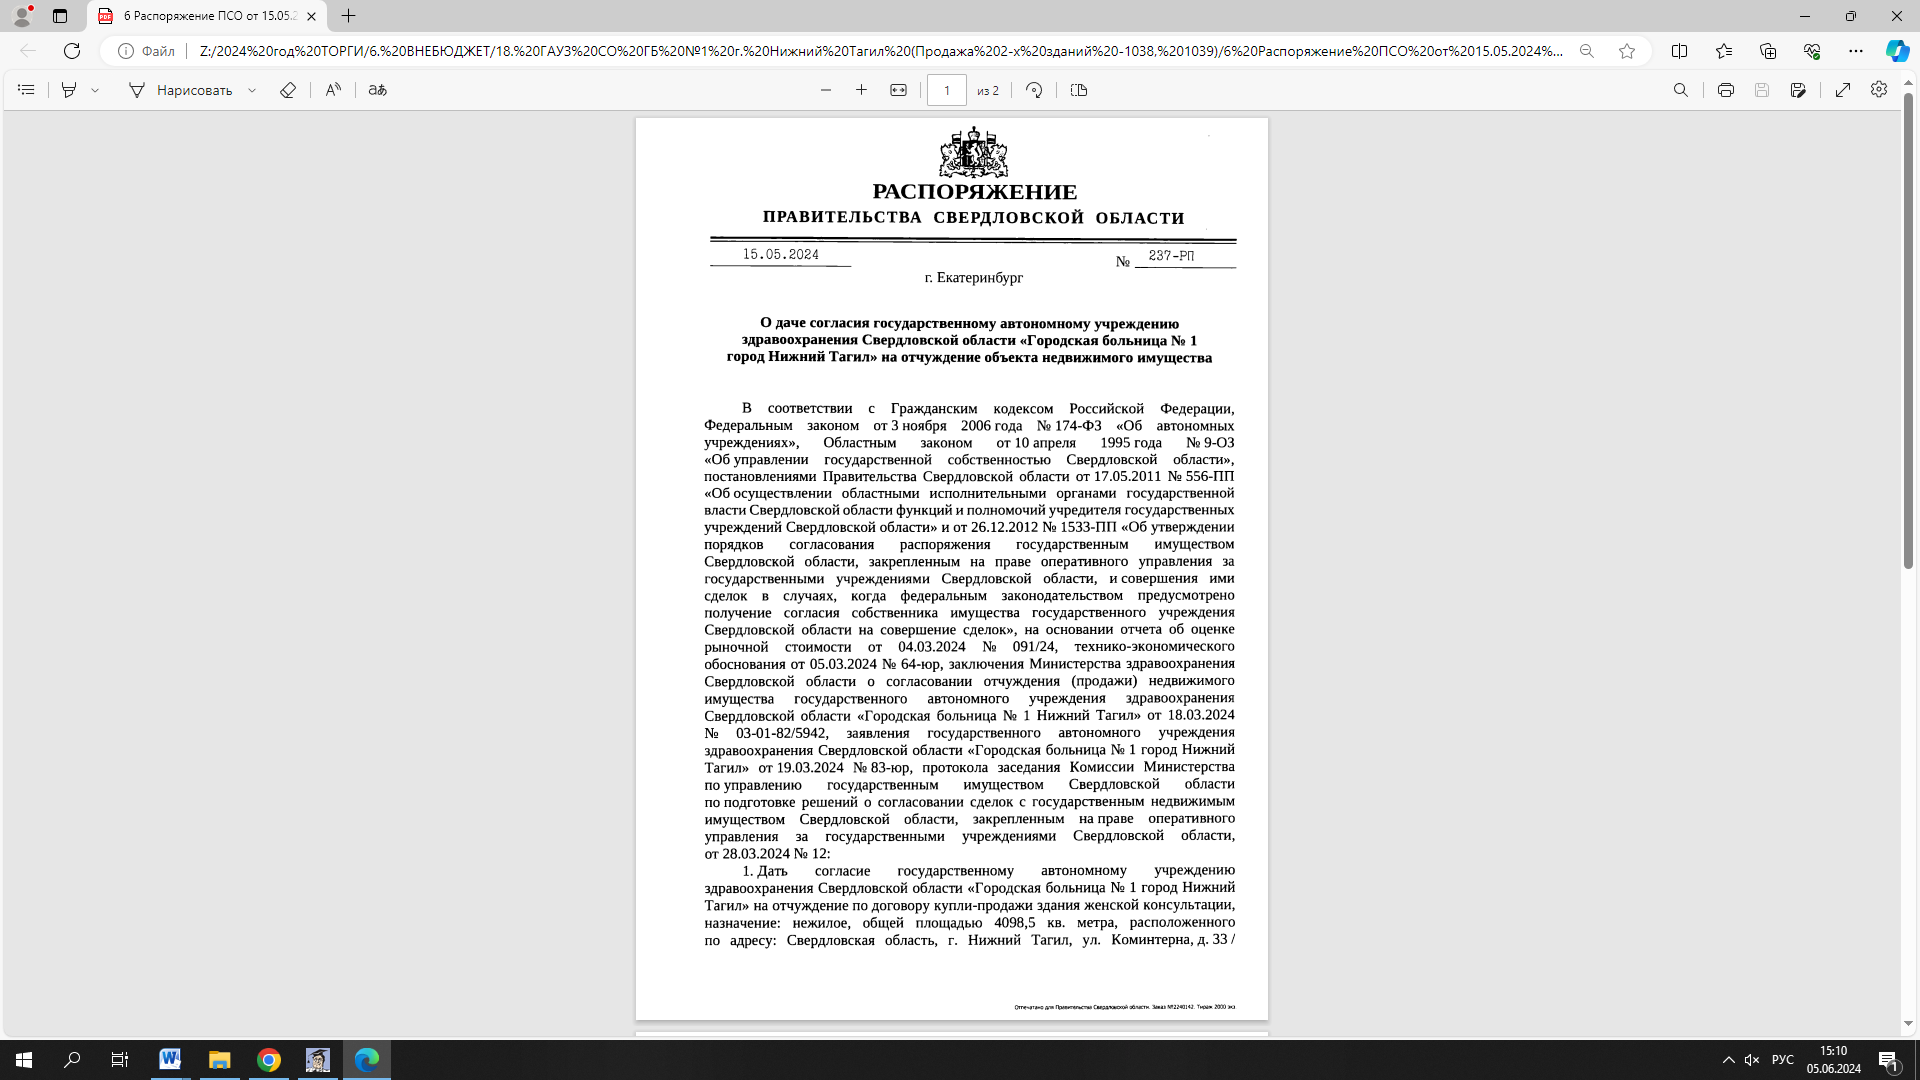 6 Распоряжение ПСО от 15.05.2
Файл
Z:/2024%20год%20ТОРГИ/6.%20ВНЕБЮДЖЕТ/18.%20ГАУЗ%20СО%20ГБ%20№1%20г.%20Нижний%20Тагил%20(Продажа%202-х%20зданий%20-1038,%201039)/6%20Распоряжение%20ПСО%20от%2015.05.2024%...
Нарисовать
1 из 2
РАСПОРЯЖЕНИЕ
ПРАВИТЕЛЬСТВА СВЕРДЛОВСКОЙ ОБЛАСТИ
15.05.2024
№ 237-РП
г. Екатеринбург
О даче согласия государственному автономному учреждению
здравоохранения Свердловской области «Городская больница № 1
город Нижний Тагил» на отчуждение объекта недвижимого имущества
В соответствии с Гражданским кодексом Российской Федерации,
Федеральным законом от 3 ноября 2006 года № 174-ФЗ «Об автономных
учреждениях», Областным законом от 10 апреля 1995 года № 9-ОЗ
«Об управлении государственной собственностью Свердловской области»,
постановлениями Правительства Свердловской области от 17.05.2011 № 556-ПП
«Об осуществлении областными исполнительными органами государственной
власти Свердловской области функций и полномочий учредителя государственных
учреждений Свердловской области» и от 26.12.2012 № 1533-ПП «Об утверждении
порядков согласования распоряжения государственным имуществом
Свердловской области, закрепленным на праве оперативного управления за
государственными учреждениями Свердловской области, и совершения ими
сделок в случаях, когда федеральным законодательством предусмотрено
получение согласия собственника имущества государственного учреждения
Свердловской области на совершение сделок», на основании отчета об оценке
рыночной стоимости от 04.03.2024 № 091/24, технико-экономического
обоснования от 05.03.2024 № 64-юр, заключения Министерства здравоохранения
Свердловской области о согласовании отчуждения (продажи) недвижимого
имущества государственного автономного учреждения здравоохранения
Свердловской области «Городская больница № 1 Нижний Тагил» от 18.03.2024
№ 03-01-82/5942, заявления государственного автономного учреждения
здравоохранения Свердловской области «Городская больница № 1 город Нижний
Тагил» от 19.03.2024 № 83-юр, протокола заседания Комиссии Министерства
по управлению государственным имуществом Свердловской области
по подготовке решений о согласовании сделок с государственным недвижимым
имуществом Свердловской области, закрепленным на праве оперативного
управления за государственными учреждениями Свердловской области,
от 28.03.2024 № 12:
1. Дать согласие государственному автономному учреждению
здравоохранения Свердловской области «Городская больница № 1 город Нижний
Тагил» на отчуждение по договору купли-продажи здания женской консультации,
назначение: нежилое, общей площадью 4098,5 кв. метра, расположенного
по адресу: Свердловская область, г. Нижний Тагил, ул. Коминтерна, д. 33 /
Отпечатано для Правительства Свердловской области. Заказ №2240142. Тираж 2000 экз
РУС
15:10
05.06.2024
1